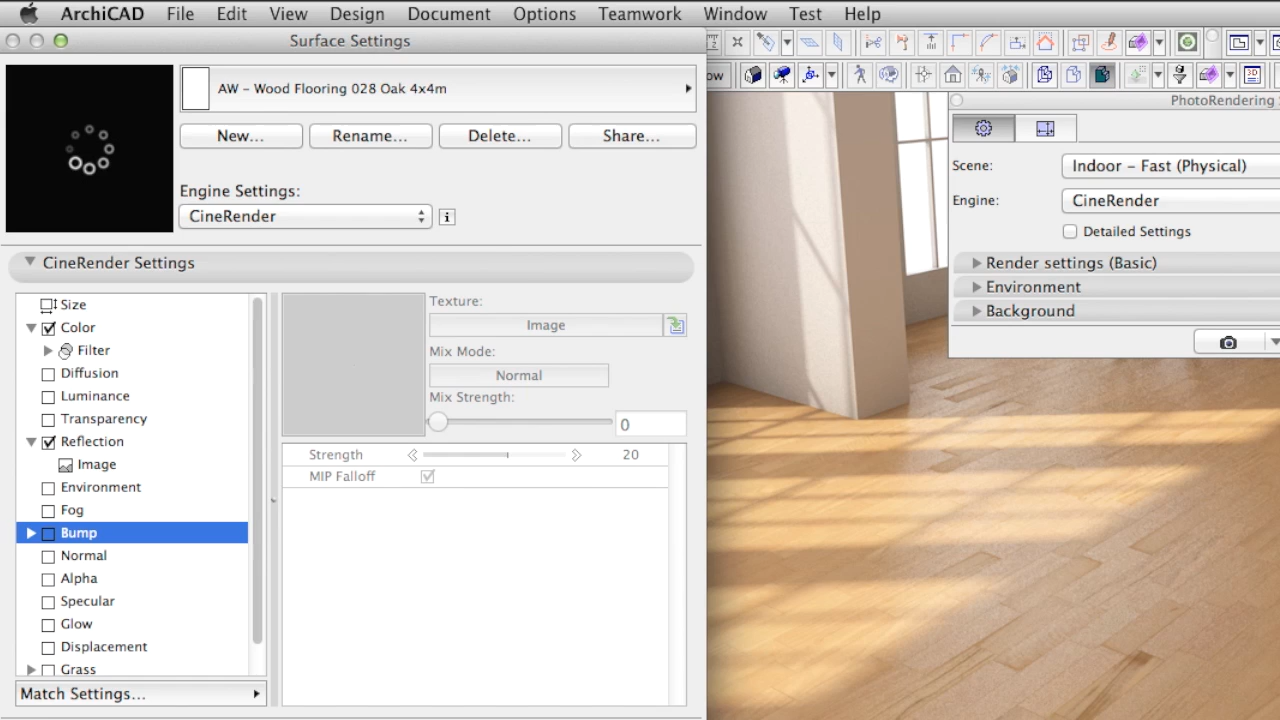 ArchiCAD File Edit View Design Document Options Teamwork Window Test Help
Surface Settings
AW - Wood Flooring 028 Oak 4x4m
New... Rename... Delete... Share...
Engine Settings:
CineRender
i
CineRender Settings
Size
Color
Filter
Diffusion
Luminance
Transparency
Reflection
Image
Environment
Fog
Bump
Normal
Alpha
Specular
Glow
Displacement
Grass
Match Settings...
Texture:
Image
Mix Mode:
Normal
Mix Strength:
0
Strength 20
MIP Falloff
ow
3D
PhotoRendering
Scene: Indoor - Fast (Physical)
Engine: CineRender
Detailed Settings
Render settings (Basic)
Environment
Background